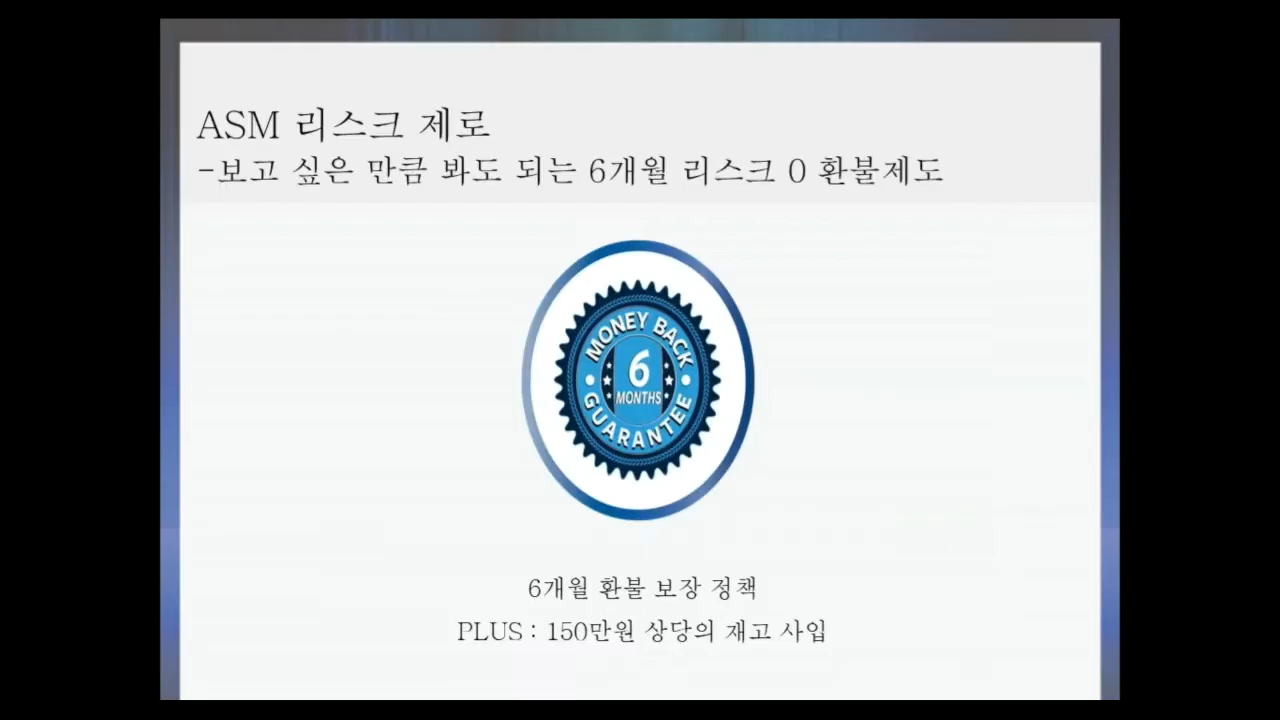 ASM 리스크 제로
-보고 싶은 만큼 봐도 되는 6개월 리스크 0 환불제도
MONEY BACK
6
MONTHS
GUARANTEE
6개월 환불 보장 정책
PLUS : 150만원 상당의 재고 사입